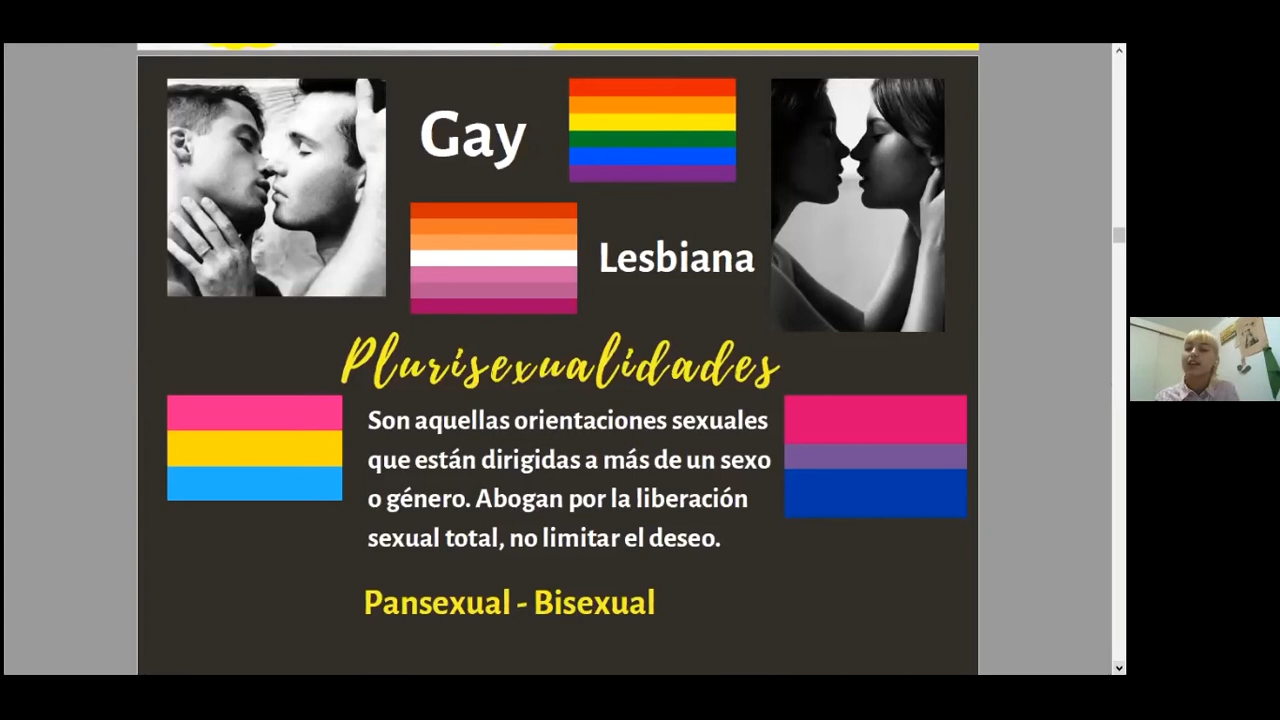 Gay
Lesbiana
Plurisexualidades
Son aquellas orientaciones sexuales
que están dirigidas a más de un sexo
o género. Abogan por la liberación
sexual total, no limitar el deseo.
Pansexual - Bisexual